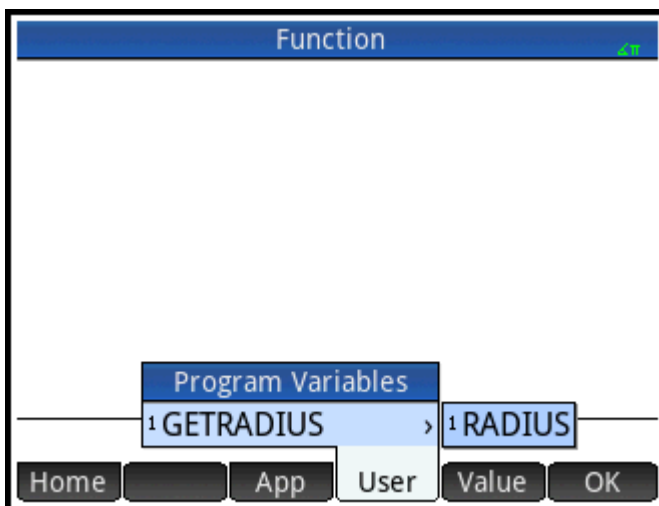 Function
∠π
Program Variables
1 GETRADIUS ›
1 RADIUS
Home App User Value OK